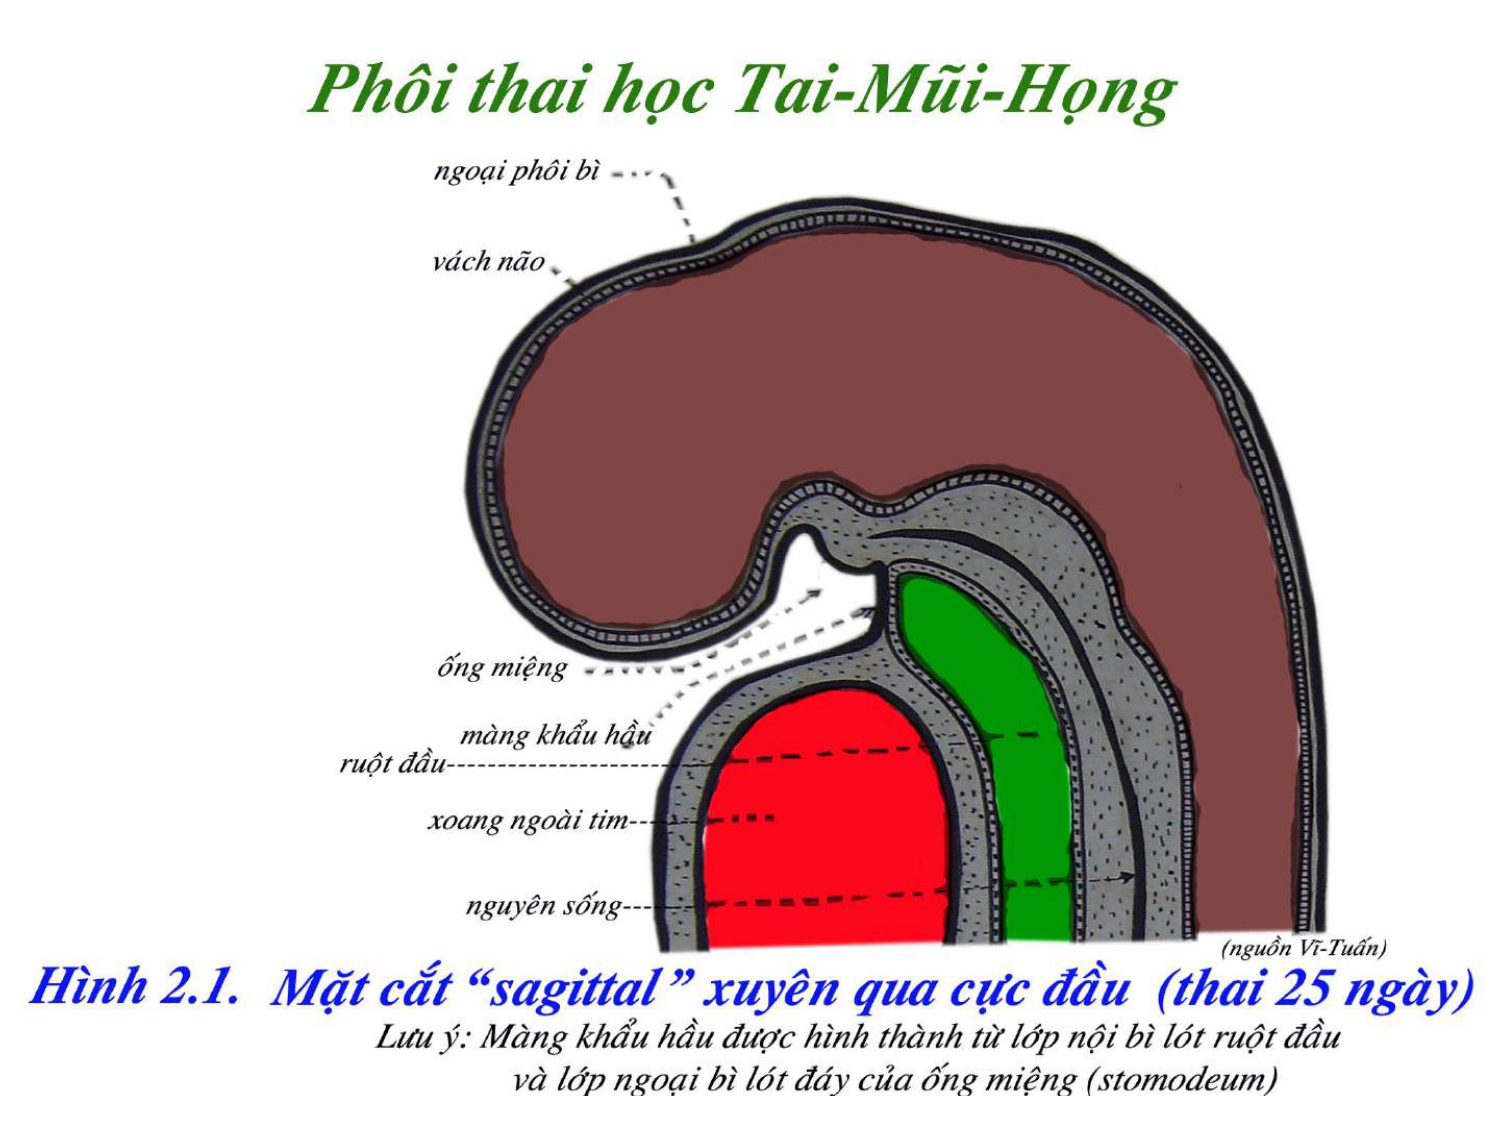 Phôi thai học Tai-Mũi-Họng
ngoại phôi bì
vách não
ống miệng
màng khẩu hầu
ruột đầu
xoang ngoài tim
nguyên sống
(nguồn Vĩ-Tuấn)
Hình 2.1. Mặt cắt “sagittal” xuyên qua cực đầu (thai 25 ngày)
Lưu ý: Màng khẩu hầu được hình thành từ lớp nội bì lót ruột đầu
và lớp ngoại bì lót đáy của ống miệng (stomodeum)